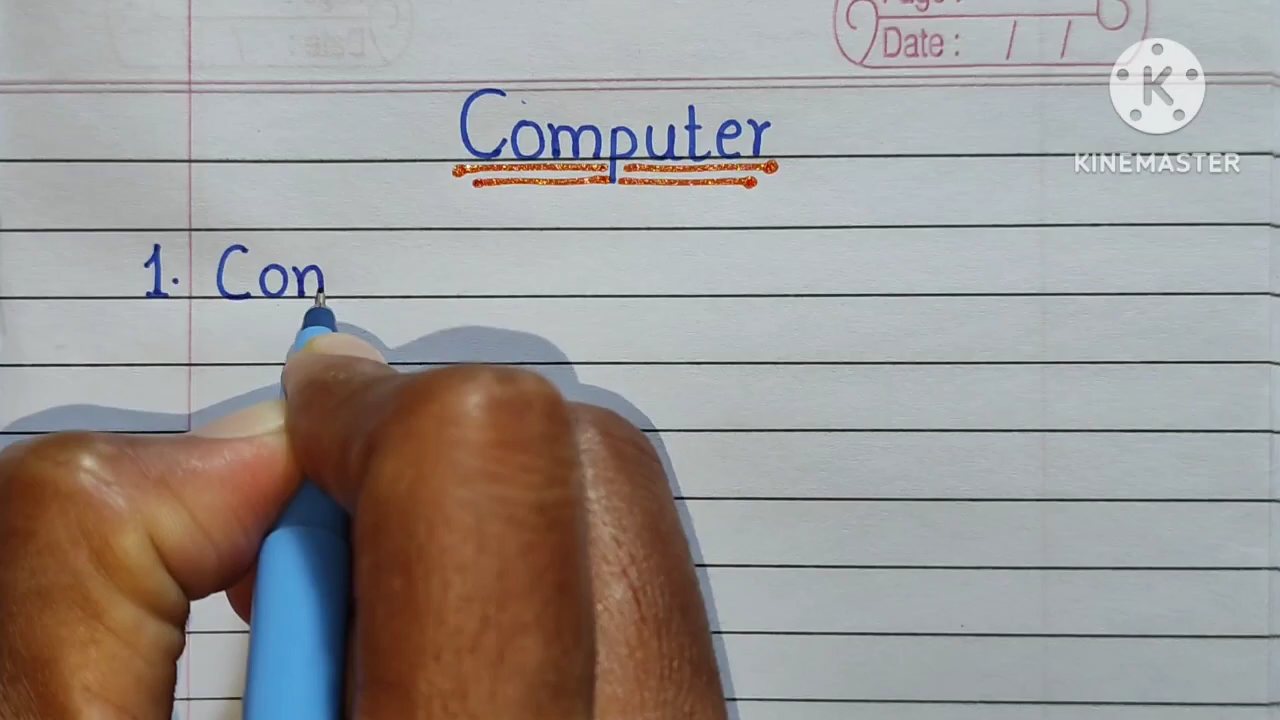 Date : / /
K
KINEMASTER
Computer
1. Con